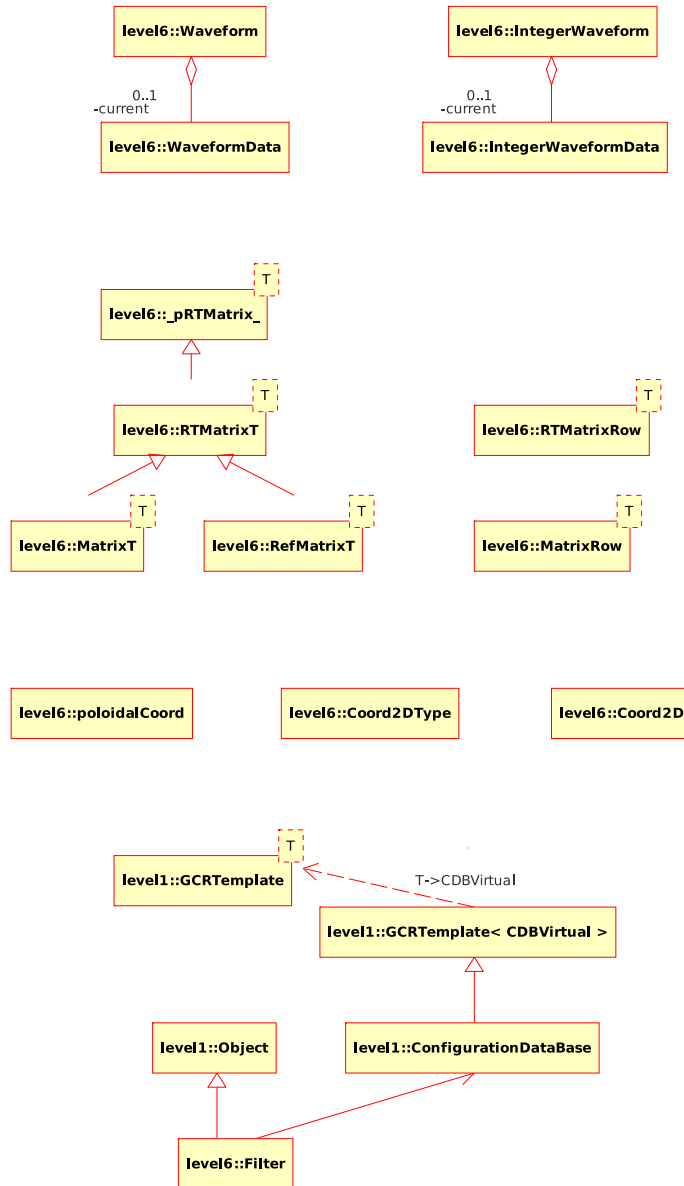 level6::Waveform
level6::IntegerWaveform
0..1
-current
0..1
-current
level6::WaveformData
level6::IntegerWaveformData
T
level6::_pRTMatrix_
T
T
level6::RTMatrixT
level6::RTMatrixRow
T
T
T
level6::MatrixT
level6::RefMatrixT
level6::MatrixRow
level6::poloidalCoord
level6::Coord2DType
level6::Coord2D
T
level1::GCRTemplate
T->CDBVirtual
level1::GCRTemplate< CDBVirtual >
level1::Object
level1::ConfigurationDataBase
level6::Filter